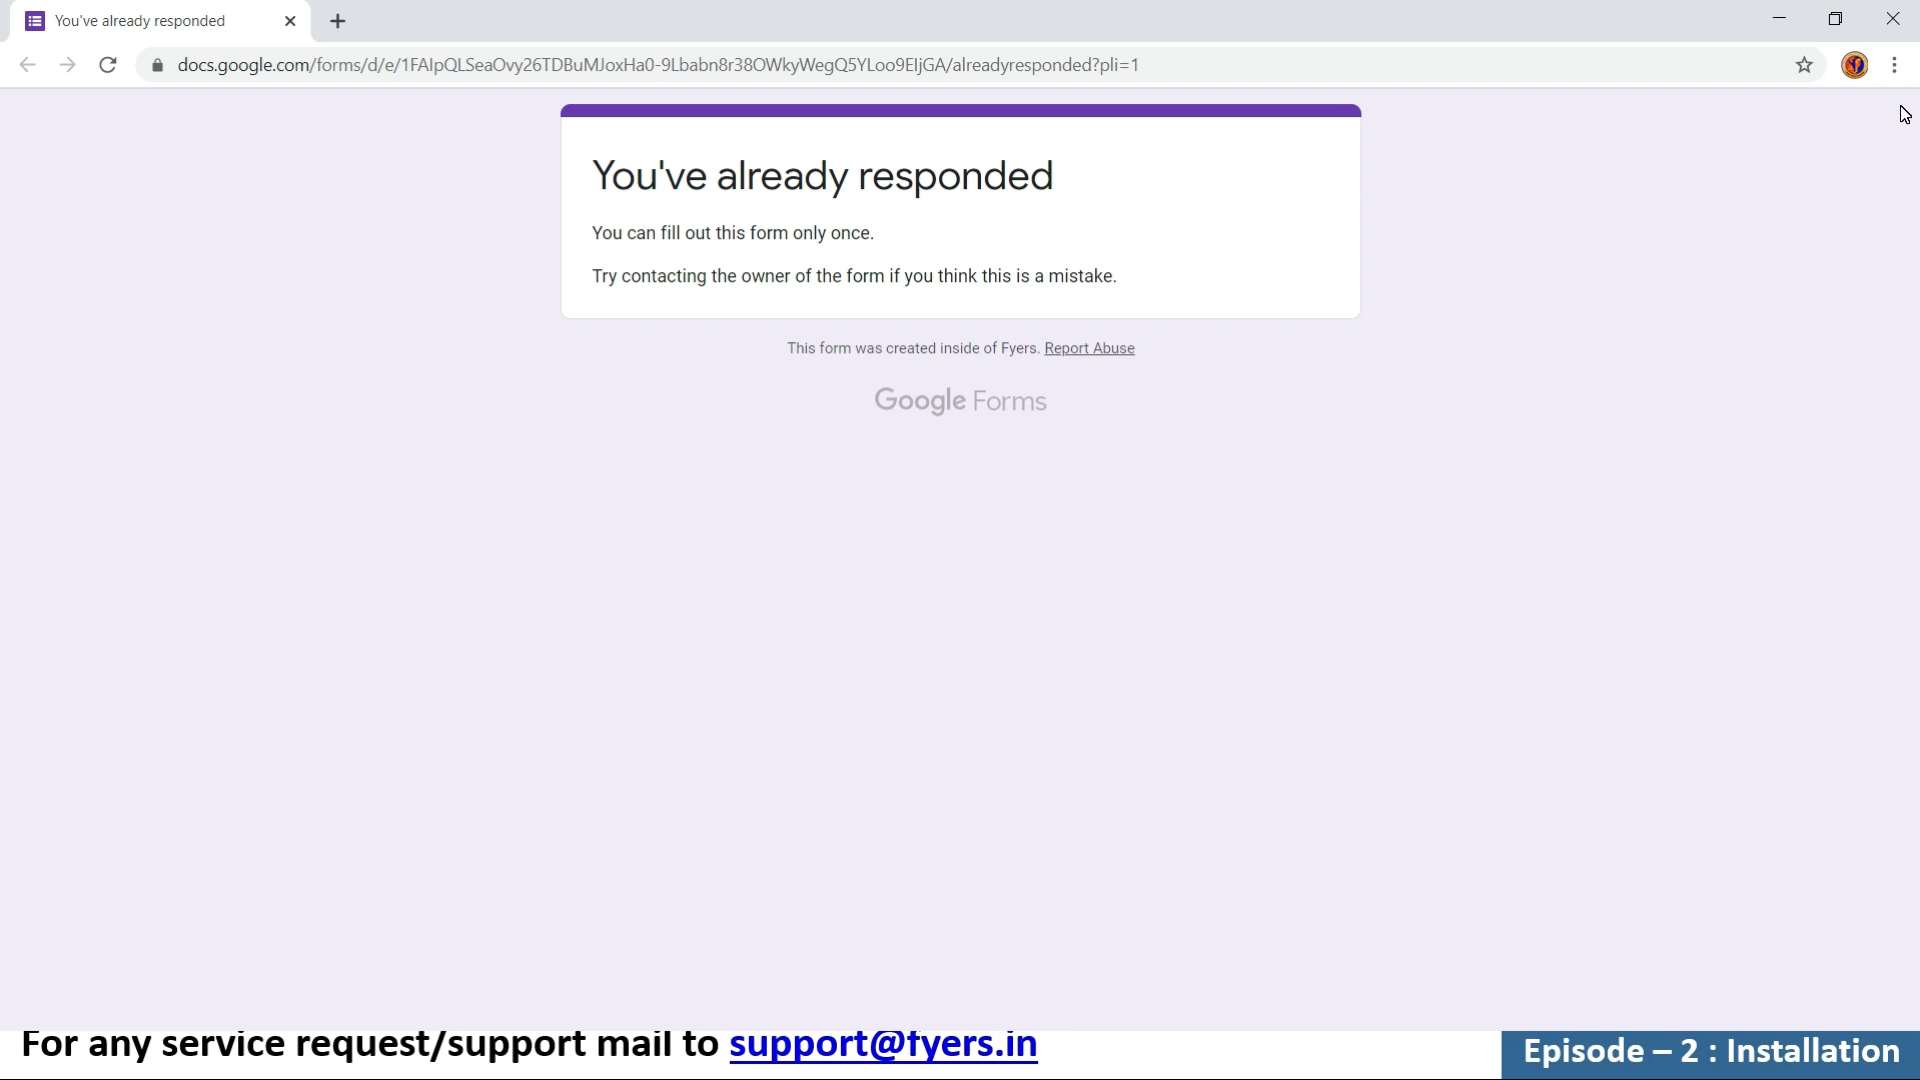 You've already responded
docs.google.com/forms/d/e/1FAIpQLSeaOvy26TDBuMJoxHa0-9Lbabn8r38OWkyWegQ5YLoo9EIjGA/alreadyresponded?pli=1
You've already responded
You can fill out this form only once.
Try contacting the owner of the form if you think this is a mistake.
This form was created inside of Fyers. Report Abuse
Google Forms
For any service request/support mail to support@fyers.in
Episode – 2 : Installation